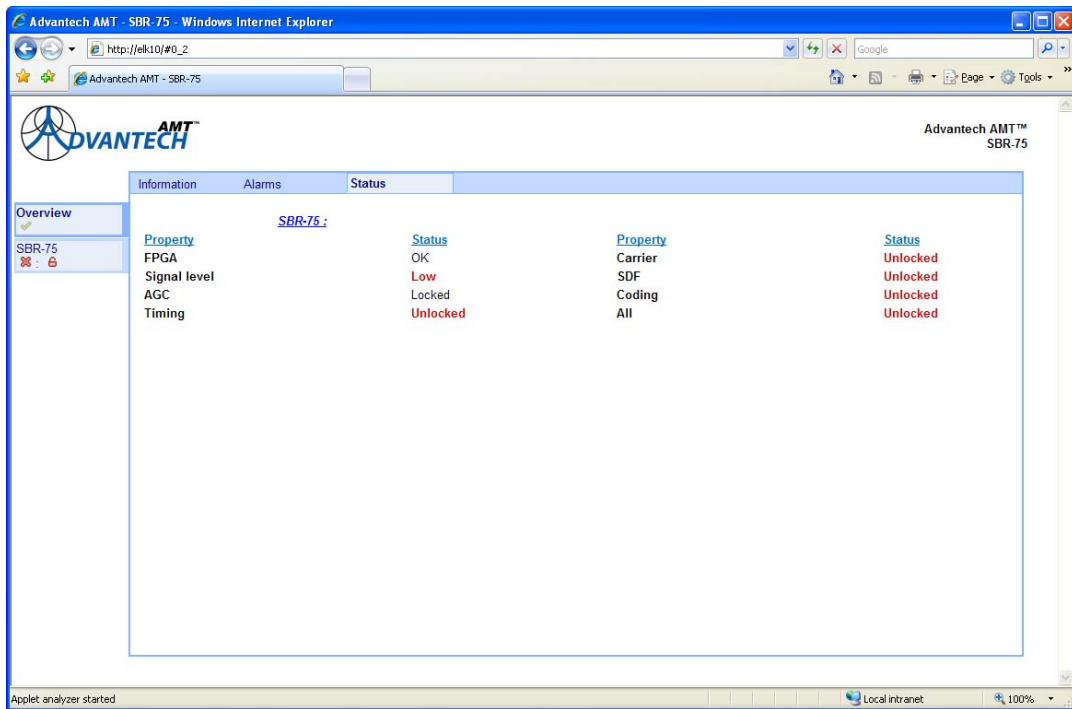 Advantech AMT - SBR-75 - Windows Internet Explorer
http://elk10/#0_2
Google
Advantech AMT - SBR-75
Page
Tools
»
ADVANTECH AMT™
Advantech AMT™
SBR-75
Information Alarms Status
Overview
SBR-75
:
SBR-75 :
Property Status Property Status
FPGA OK Carrier Unlocked
Signal level Low SDF Unlocked
AGC Locked Coding Unlocked
Timing Unlocked All Unlocked
Applet analyzer started
Local intranet
100%